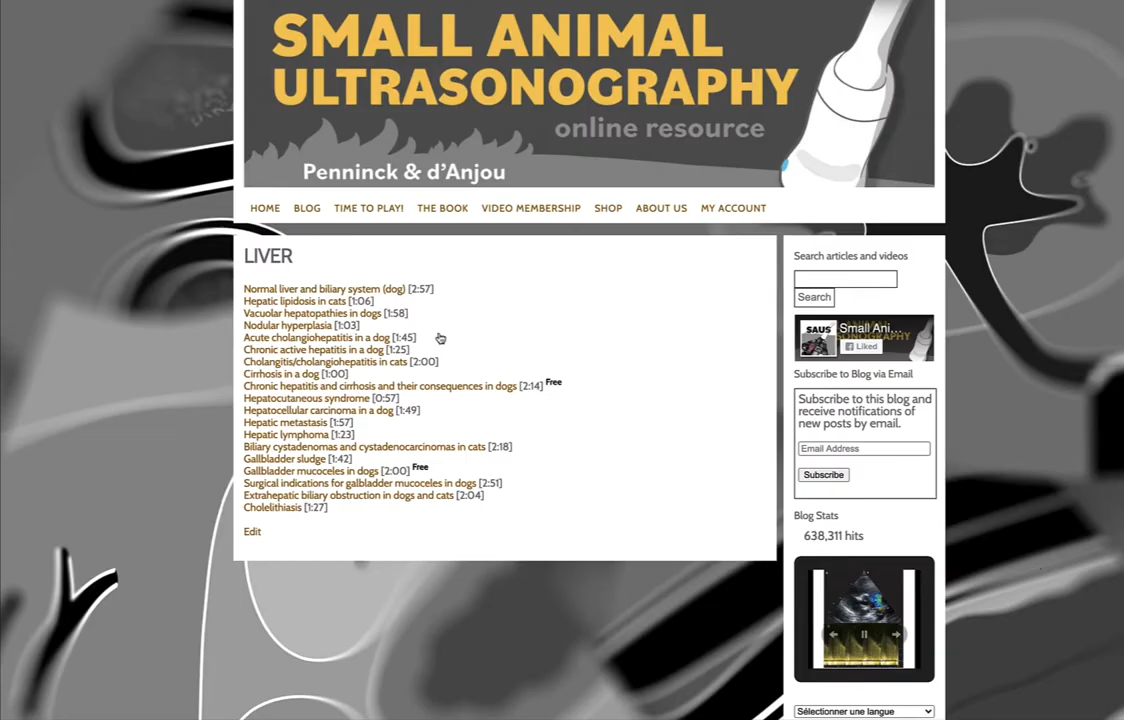 SMALL ANIMAL
ULTRASONOGRAPHY
online resource
Penninck & d'Anjou
HOME BLOG TIME TO PLAY! THE BOOK VIDEO MEMBERSHIP SHOP ABOUT US MY ACCOUNT
LIVER
Normal liver and biliary system (dog) [2:57]
Hepatic lipidosis in cats [1:06]
Vacuolar hepatopathies in dogs [1:58]
Nodular hyperplasia [1:03]
Acute cholangiohepatitis in a dog [1:45]
Chronic active hepatitis in a dog [1:25]
Cholangitis/cholangiohepatitis in cats [2:00]
Cirrhosis in a dog [1:00]
Chronic hepatitis and cirrhosis and their consequences in dogs [2:14] Free
Hepatocutaneous syndrome [0:57]
Hepatocellular carcinoma in a dog [1:49]
Hepatic metastasis [1:57]
Hepatic lymphoma [1:23]
Biliary cystadenomas and cystadenocarcinomas in cats [2:18]
Gallbladder sludge [1:42]
Gallbladder mucoceles in dogs [2:00] Free
Surgical indications for galbladder mucoceles in dogs [2:51]
Extrahepatic biliary obstruction in dogs and cats [2:04]
Cholelithiasis [1:27]
Edit
Search articles and videos
Search
SAUS
Small Ani...
Liked
Subscribe to Blog via Email
Subscribe to this blog and
receive notifications of
new posts by email.
Email Address
Subscribe
Blog Stats
638,311 hits
Sélectionner une langue